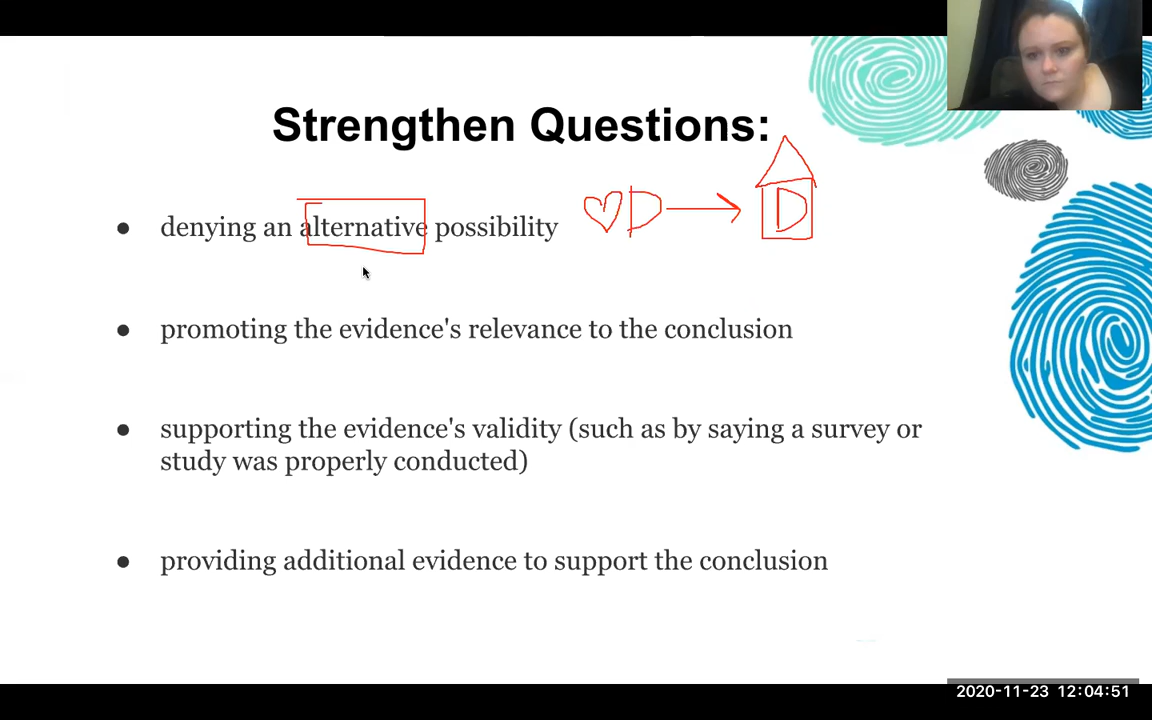 Strengthen Questions:
● denying an alternative possibility
D
D
● promoting the evidence's relevance to the conclusion
● supporting the evidence's validity (such as by saying a survey or
study was properly conducted)
● providing additional evidence to support the conclusion
2020-11-23 12:04:51